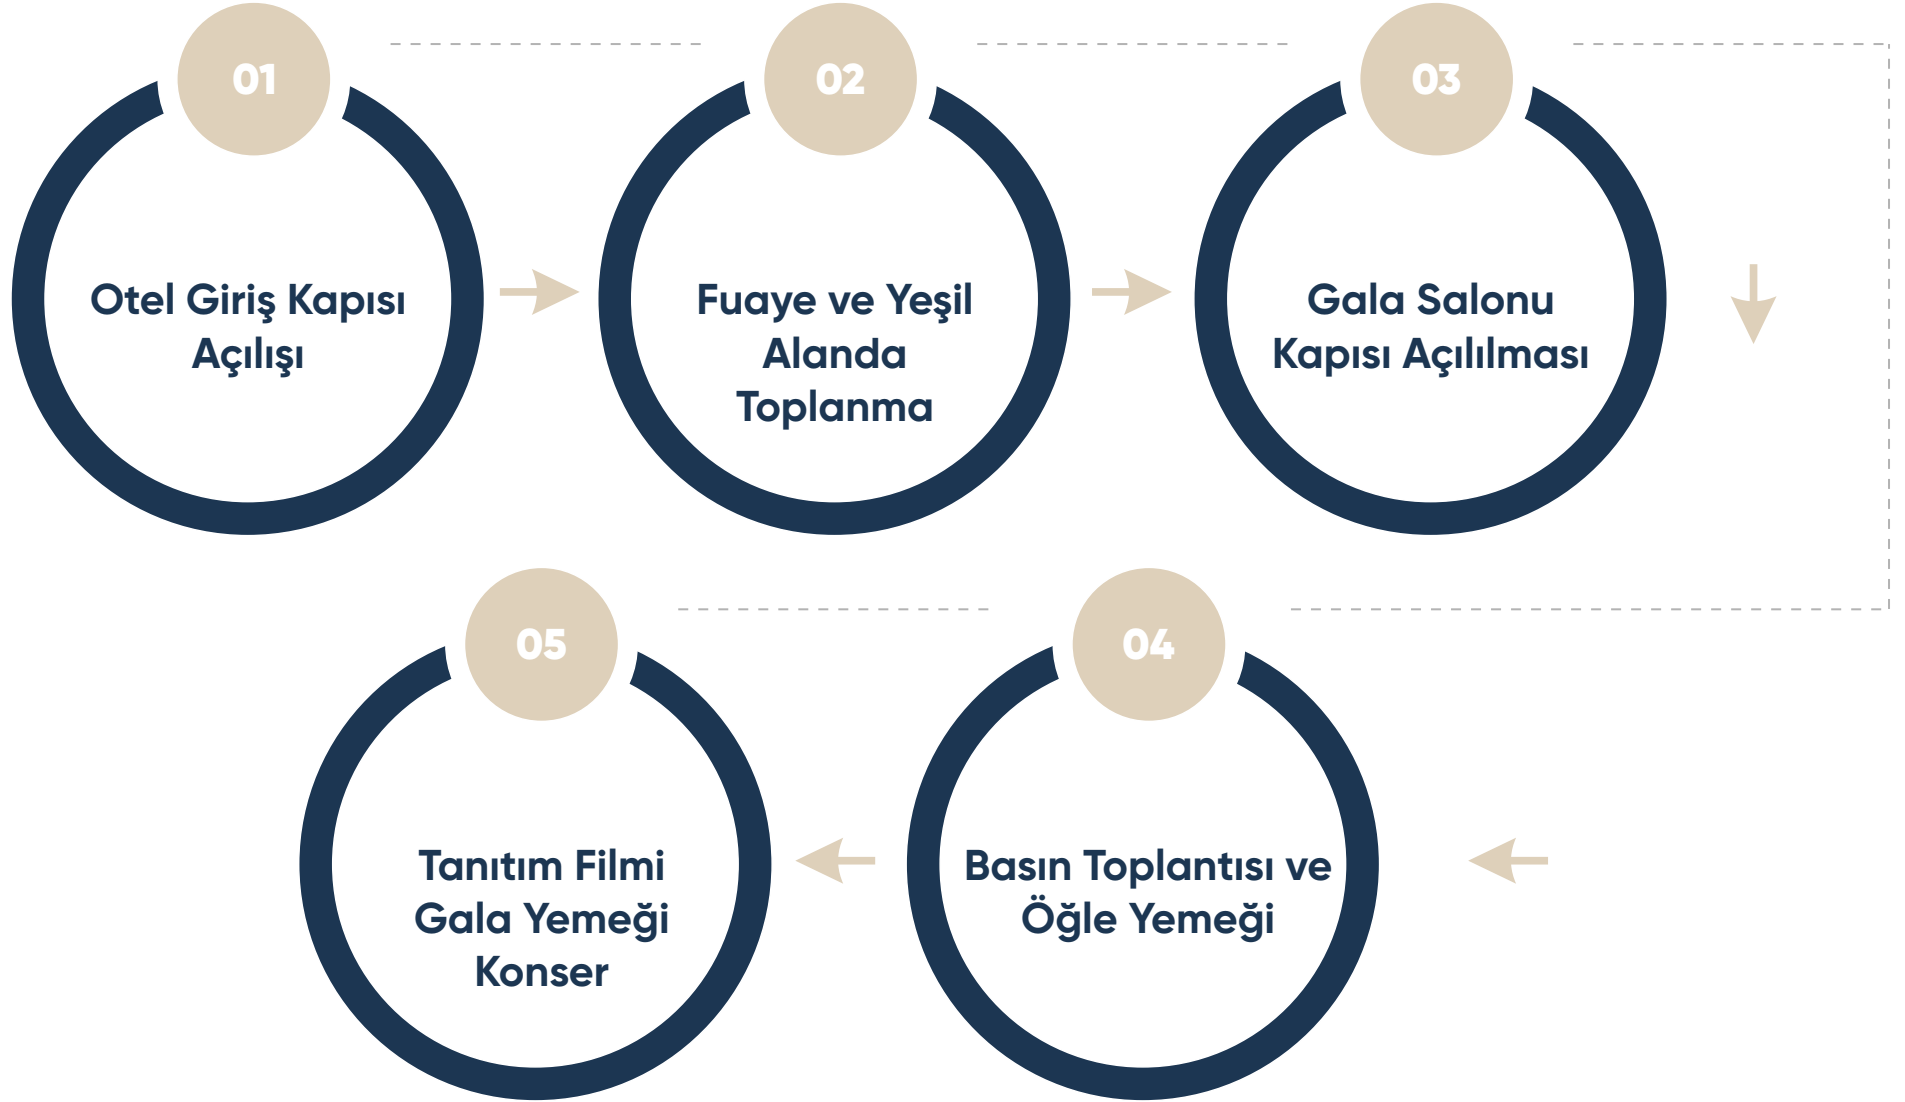 01
Otel Giriş Kapısı
Açılışı
02
Fuaye ve Yeşil
Alanda
Toplanma
03
Gala Salonu
Kapısı Açılılması
04
Basın Toplantısı ve
Öğle Yemeği
05
Tanıtım Filmi
Gala Yemeği
Konser